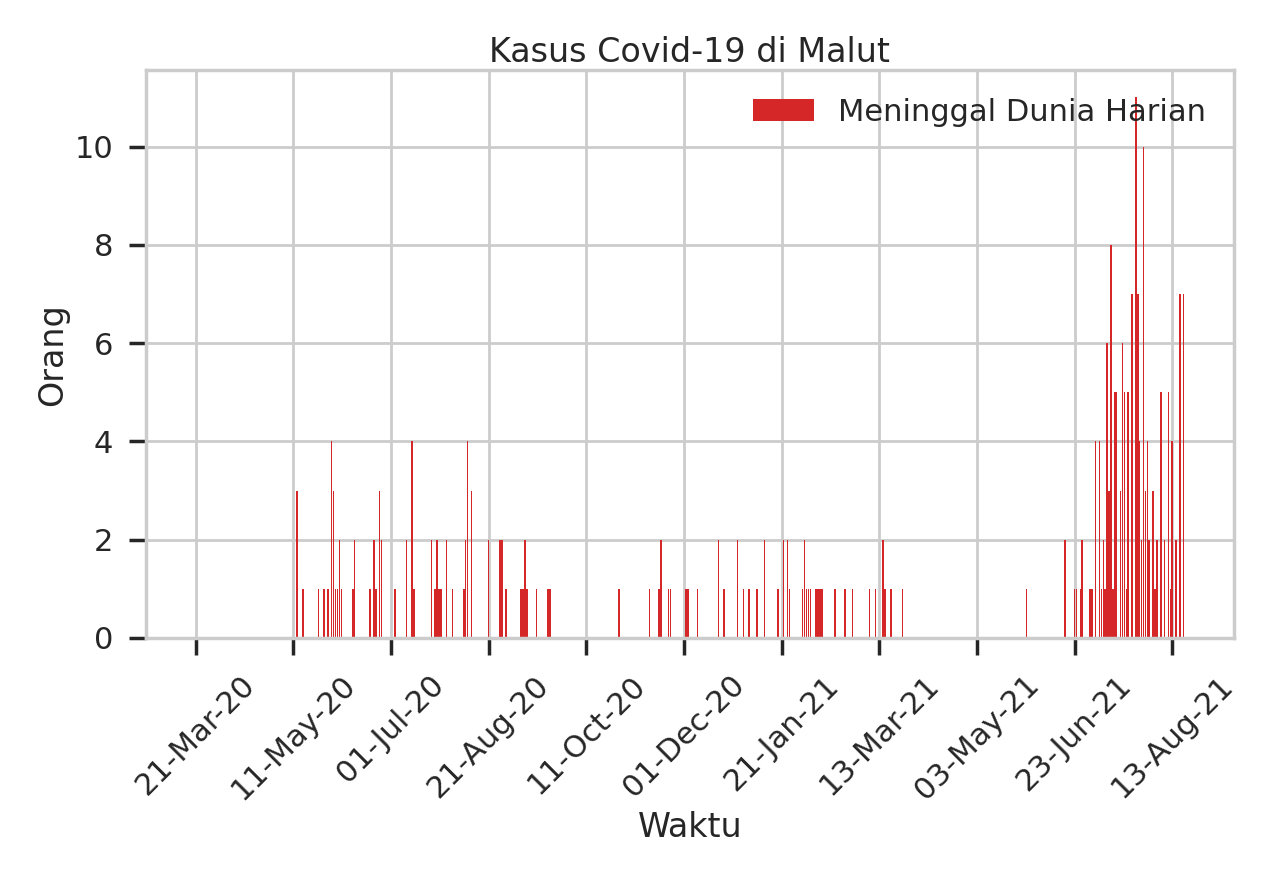 Kasus Covid-19 di Malut
Meninggal Dunia Harian
Orang
10
8
6
4
2
0
21-Mar-20
11-May-20
01-Jul-20
21-Aug-20
11-Oct-20
01-Dec-20
21-Jan-21
13-Mar-21
03-May-21
23-Jun-21
13-Aug-21
Waktu